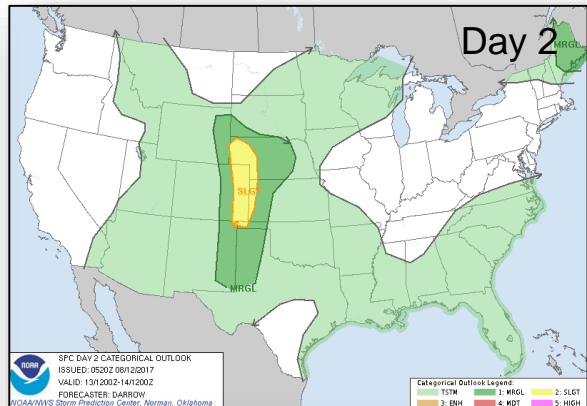 Day 2
MRGL
SLGT
MRGL
NOAA
SPC DAY 2 CATEGORICAL OUTLOOK
ISSUED: 0520Z 08/12/2017
VALID: 13/1200Z-14/1200Z
FORECASTER: DARROW
NOAA/NWS Storm Prediction Center, Norman, Oklahoma
Categorical Outlook Legend:
TSTM 1: MRGL 2: SLGT
3: ENH 4: MDT 5: HIGH